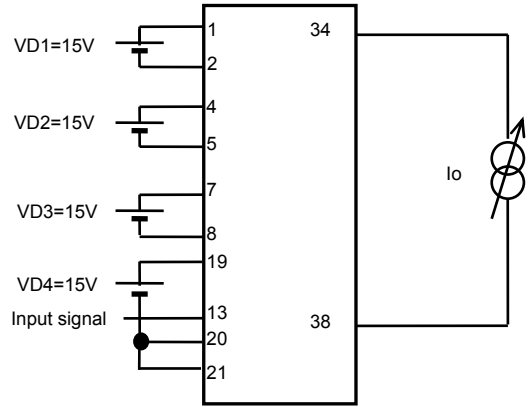 1
34
VD1=15V
2
4
VD2=15V
5
7
Io
VD3=15V
8
19
VD4=15V
13
Input signal
38
20
21